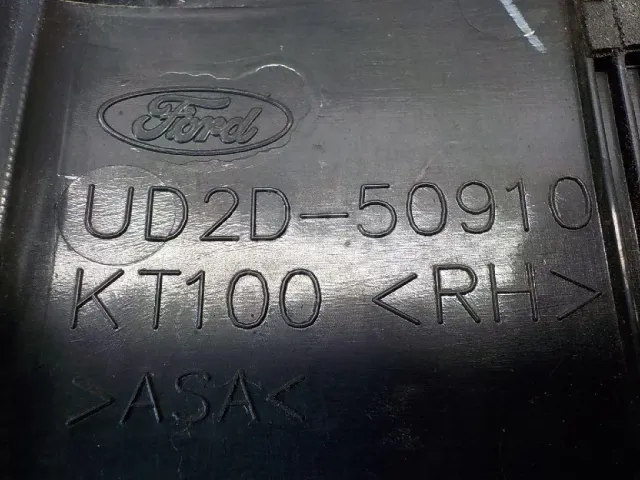 Ford
UD2D-50910
KT100 <RH>
>ASA<